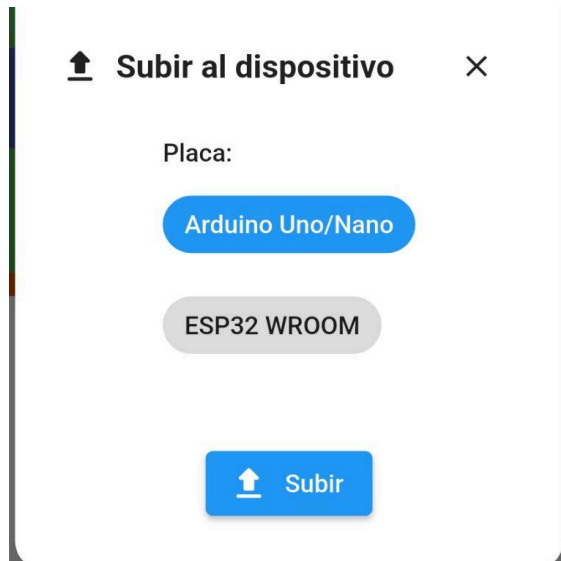 Subir al dispositivo
Placa:
Arduino Uno/Nano
ESP32 WROOM
Subir